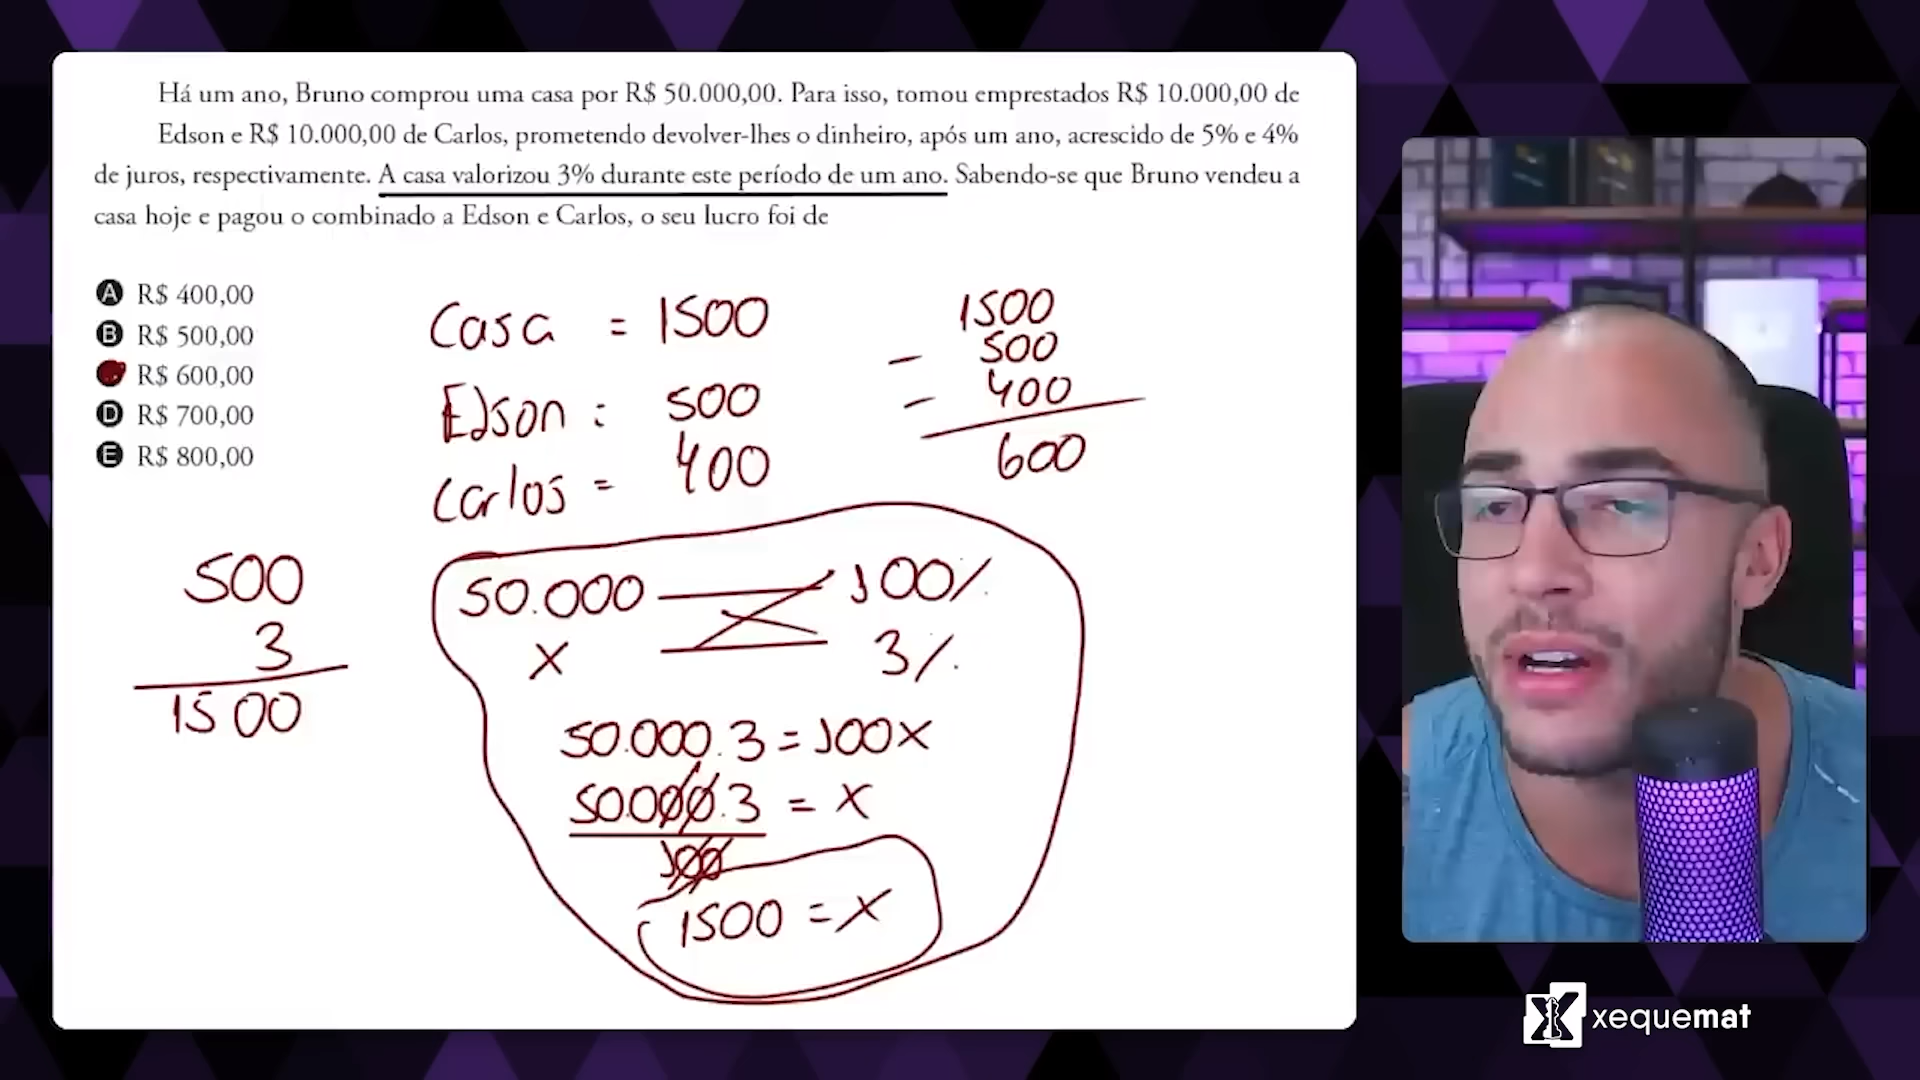 Há um ano, Bruno comprou uma casa por R$ 50.000,00. Para isso, tomou emprestados R$ 10.000,00 de
Edson e R$ 10.000,00 de Carlos, prometendo devolver-lhes o dinheiro, após um ano, acrescido de 5% e 4%
de juros, respectivamente. A casa valorizou 3% durante este período de um ano. Sabendo-se que Bruno vendeu a
casa hoje e pagou o combinado a Edson e Carlos, o seu lucro foi de
A R$ 400,00
B R$ 500,00
R$ 600,00
D R$ 700,00
E R$ 800,00
Casa = 1500
Edson : 500
Carlos = 400
1500
- 500
- 400
600
500
3
1500
50.000 100%
x 3%
50.000.3 = 100x
50.000.3 = x
100
1500 = x
xequemat